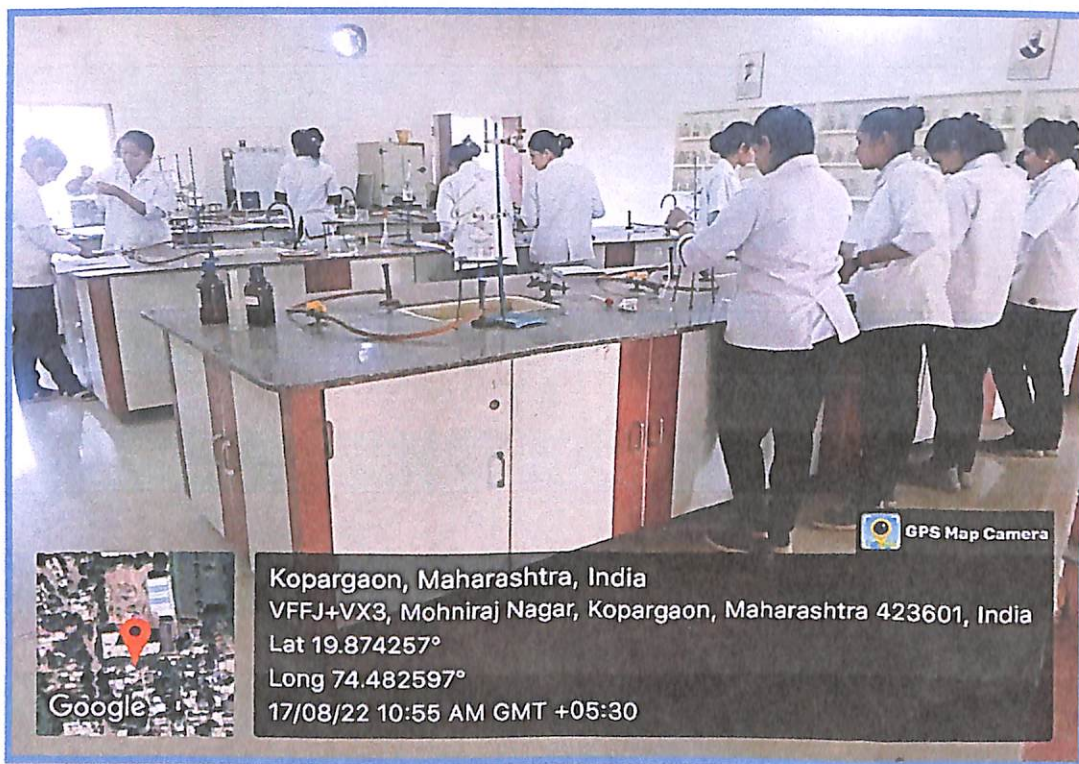 GPS Map Camera
Kopargaon, Maharashtra, India
VFFJ+VX3, Mohniraj Nagar, Kopargaon, Maharashtra 423601, India
Lat 19.874257°
Long 74.482597°
17/08/22 10:55 AM GMT +05:30
Google